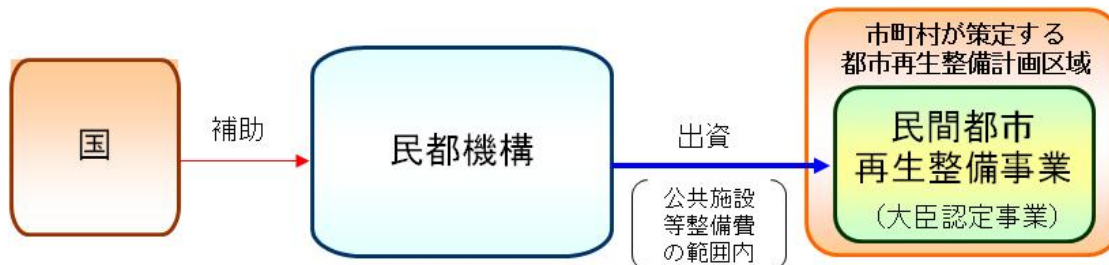 国
補助
民都機構
出資
公共施設
等整備費
の範囲内
市町村が策定する
都市再生整備計画区域
民間都市
再生整備事業
（大臣認定事業）